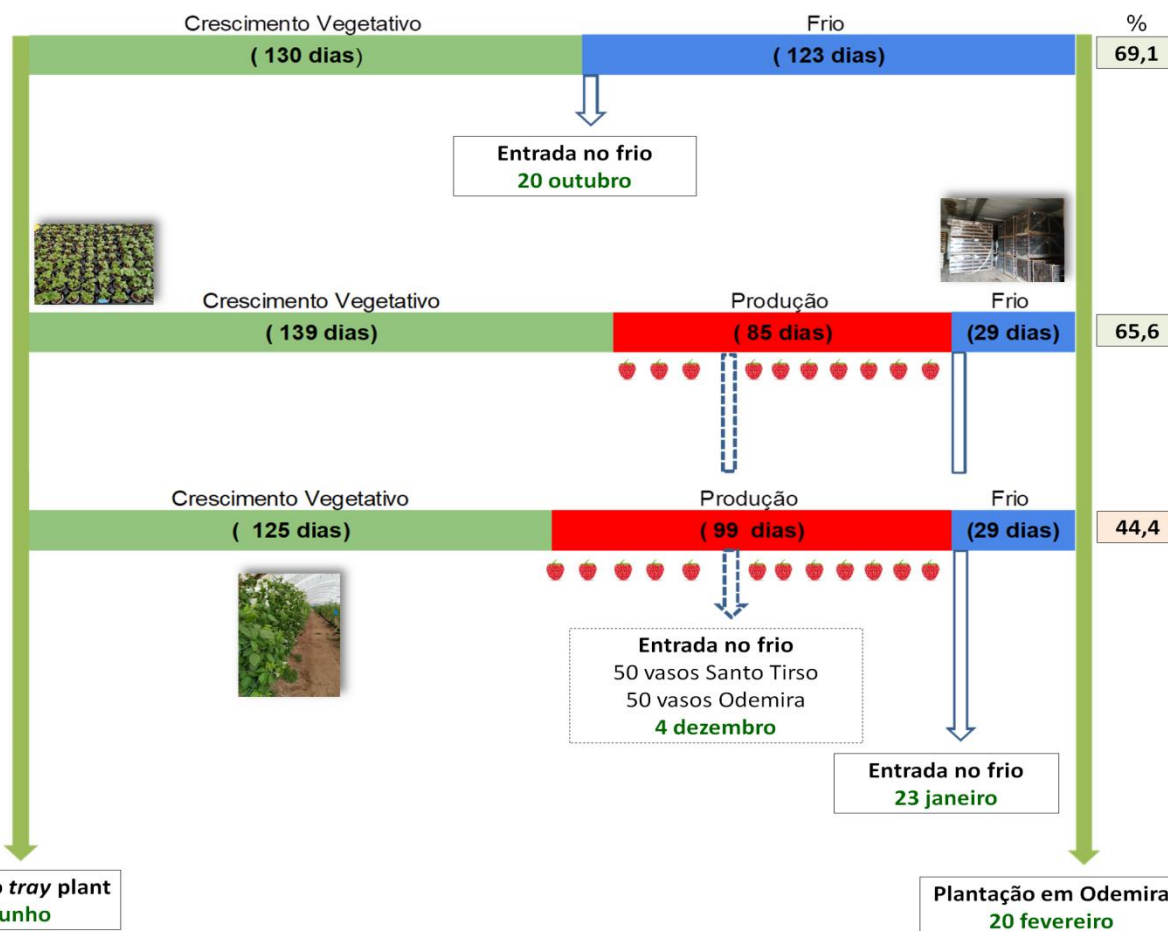 Crescimento Vegetativo
Frio
%
( 130 dias)
( 123 dias)
69,1
Entrada no frio
20 outubro
Crescimento Vegetativo
Produção
Frio
( 139 dias)
( 85 dias)
(29 dias)
65,6
Crescimento Vegetativo
Produção
Frio
( 125 dias)
( 99 dias)
(29 dias)
44,4
Entrada no frio
50 vasos Santo Tirso
50 vasos Odemira
4 dezembro
Entrada no frio
23 janeiro
tray plant
unho
Plantação em Odemira
20 fevereiro